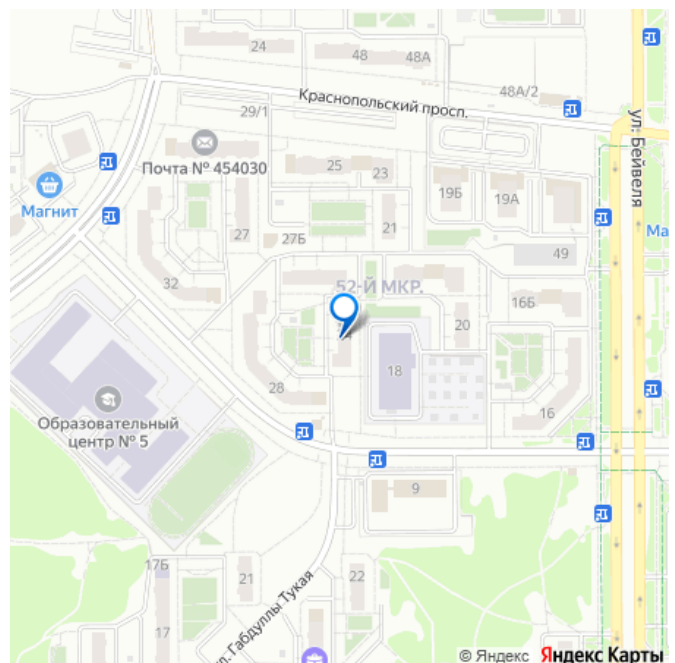 24
48
48А
48А/2
Краснопольский просп.
29/1
ул. Бейвеля
Почта № 454030
25
23
19Б
19А
Магнит
27
27Б
21
Ма
49
32
52-Й МКР.
16Б
20
18
28
16
Образовательный
центр № 5
9
17Б
21
22
17
ул. Габдуллы Тукая
© Яндекс Яндекс Карты